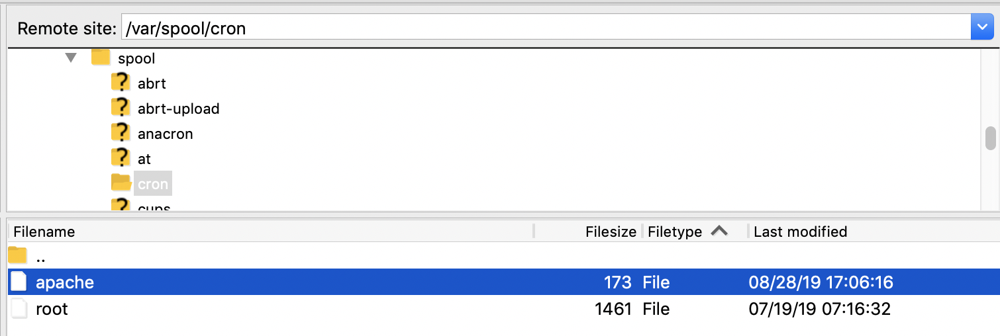 Remote site: /var/spool/cron
spool
? abrt
? abrt-upload
? anacron
? at
cron
? cups
Filename Filesize Filetype Last modified
..
apache 173 File 08/28/19 17:06:16
root 1461 File 07/19/19 07:16:32